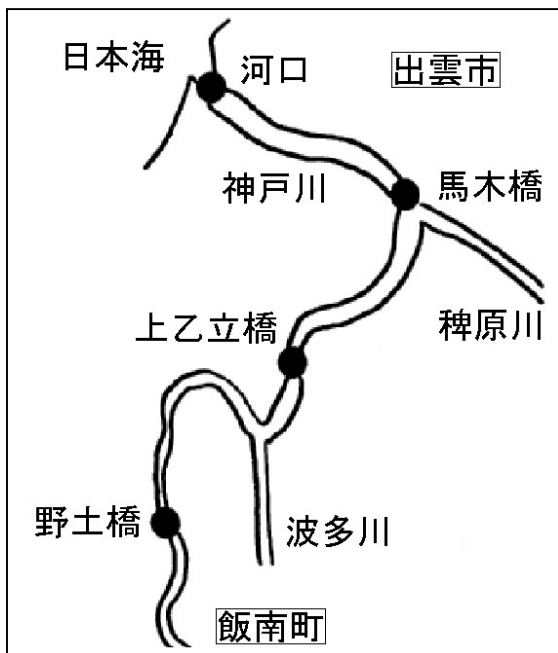 日本海
河口
出雲市
神戸川
馬木橋
稗原川
上乙立橋
野土橋
波多川
飯南町